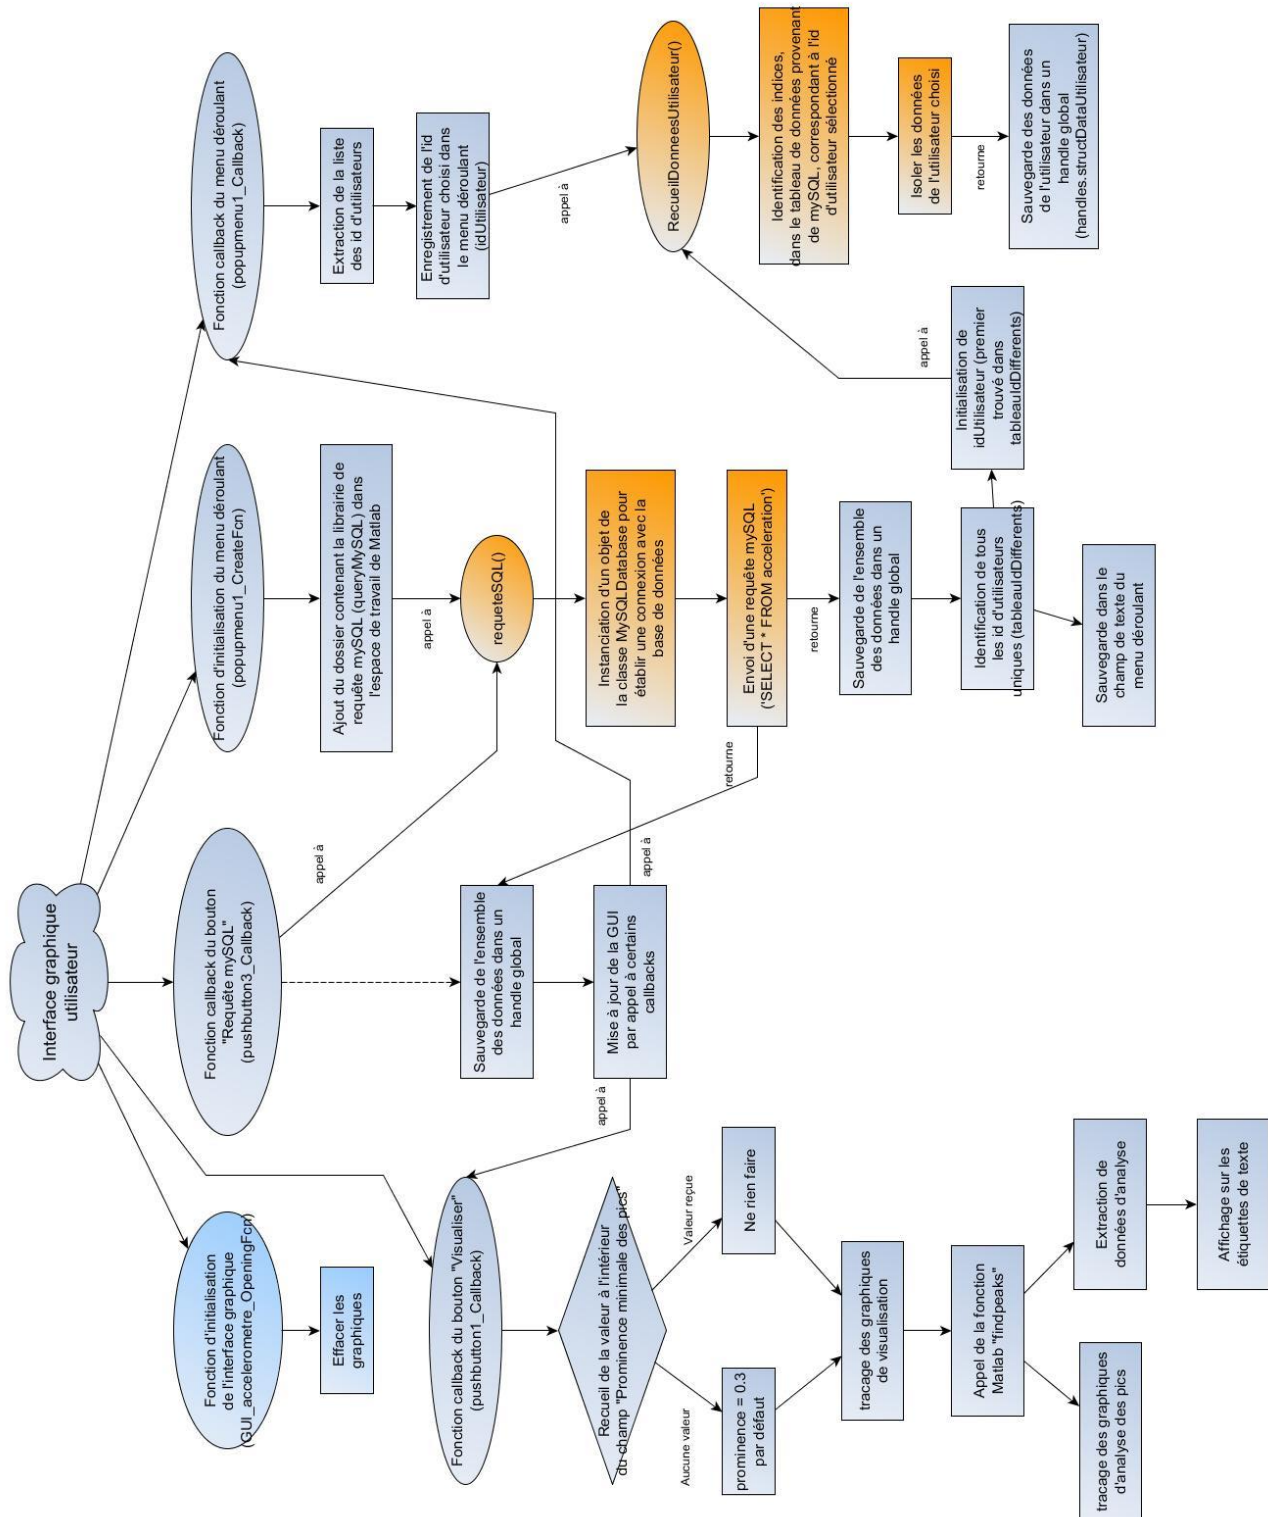 Interface graphique
utilisateur
Fonction d'initialisation
de l'interface graphique
(GUI_accelerometre_OpeningFcn)
Effacer les
graphiques
Fonction callback du bouton "Visualiser"
(pushbutton1_Callback)
Recueil de la valeur à l'intérieur
du champ "Prominence minimale des pics"
Aucune valeur
Valeur reçue
prominence = 0.3
par défaut
Ne rien faire
tracage des graphiques
de visualisation
Appel de la fonction
Matlab "findpeaks"
tracage des graphiques
d'analyse des pics
Extraction de
données d'analyse
Affichage sur les
étiquettes de texte
Fonction callback du bouton
"Requête mySQL"
(pushbutton3_Callback)
appel à
Sauvegarde de l'ensemble
des données dans un
handle global
Mise à jour de la GUI
par appel à certains
callbacks
appel à
appel à
Fonction d'initialisation du menu déroulant
(popupmenu1_CreateFcn)
Ajout du dossier contenant la librairie de
requête mySQL (queryMySQL) dans
l'espace de travail de Matlab
appel à
requeteSQL()
Instanciation d'un objet de
la classe MySQLDatabase pour
établir une connexion avec la
base de données
Envoi d'une requête mySQL
('SELECT * FROM acceleration')
retourne
retourne
Sauvegarde de l'ensemble
des données dans un
handle global
Identification de tous
les id d'utilisateurs
uniques (tableauIdDifferents)
Sauvegarde dans le
champ de texte du
menu déroulant
Initialisation de
idUtilisateur (premier
trouvé dans
tableauIdDifferents)
appel à
Fonction callback du menu déroulant
(popupmenu1_Callback)
Extraction de la liste
des id d'utilisateurs
Enregistrement de l'id
d'utilisateur choisi dans
le menu déroulant
(idUtilisateur)
appel à
RecueilDonneesUtilisateur()
Identification des indices,
dans le tableau de données provenant
de mySQL, correspondant à l'id
d'utilisateur sélectionné
Isoler les données
de l'utilisateur choisi
retourne
Sauvegarde des données
de l'utilisateur dans un
handle global
(handles.structDataUtilisateur)